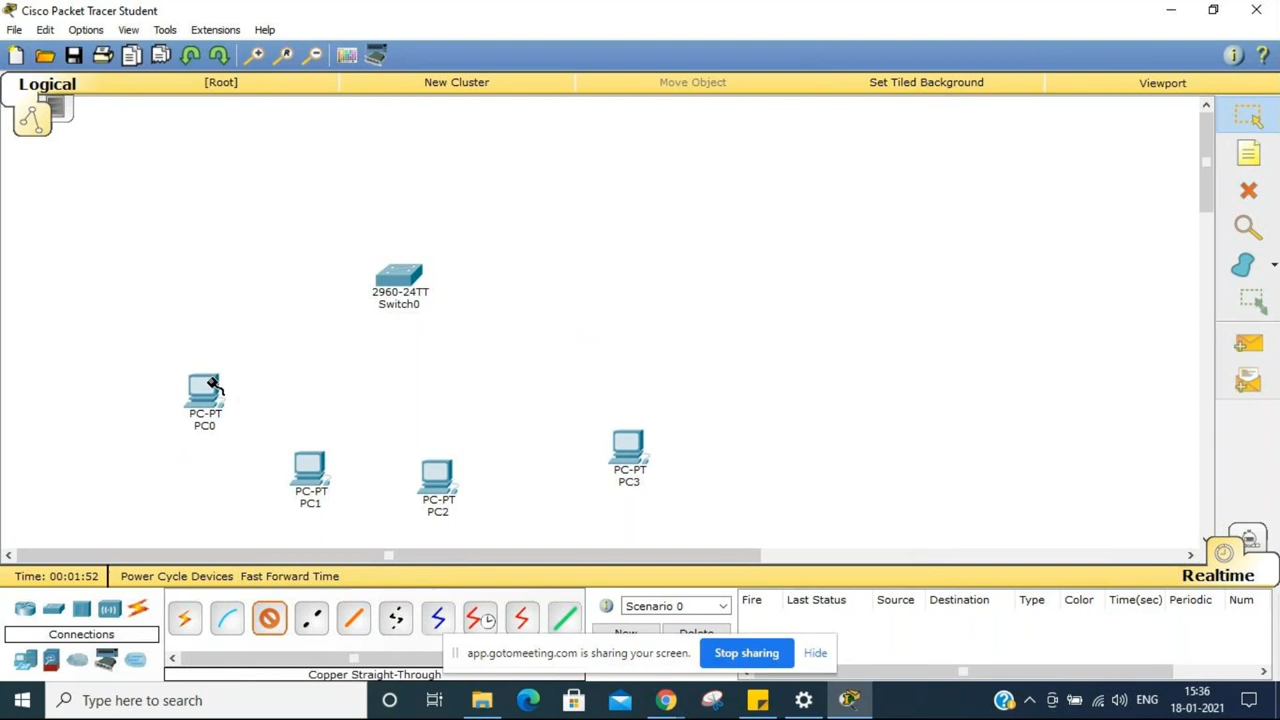 Cisco Packet Tracer Student
File Edit Options View Tools Extensions Help
Logical [Root] New Cluster Move Object Set Tiled Background Viewport
2960-24TT
Switch0
PC-PT
PC0
PC-PT
PC1
PC-PT
PC2
PC-PT
PC3
Time: 00:01:52 Power Cycle Devices Fast Forward Time
Realtime
Connections
Copper Straight-Through
Scenario 0
New Delete
Fire Last Status Source Destination Type Color Time(sec) Periodic Num
app.gotomeeting.com is sharing your screen. Stop sharing Hide
Type here to search
ENG
15:36
18-01-2021